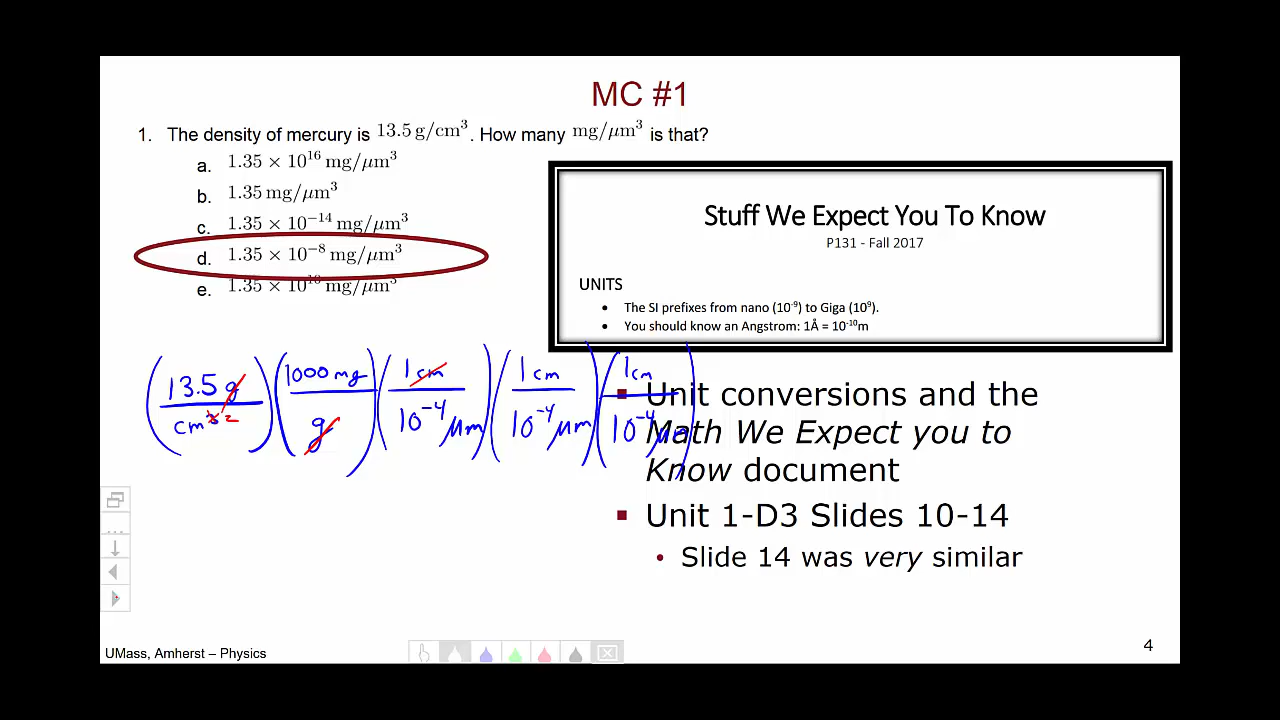 MC #1
1. The density of mercury is 13.5 g/cm³. How many mg/μm³ is that?
a. 1.35 × 10¹⁶ mg/μm³
b. 1.35 mg/μm³
c. 1.35 × 10⁻¹⁴ mg/μm³
d. 1.35 × 10⁻⁸ mg/μm³
e. 1.35 × 10¹⁰ mg/μm³
Stuff We Expect You To Know
P131 - Fall 2017
UNITS
• The SI prefixes from nano (10⁻⁹) to Giga (10⁹).
• You should know an Angstrom: 1Å = 10⁻¹⁰m
(13.5 g / cm³ 2) (1000 mg / g) (1 cm / 10⁻⁴ μm) (1 cm / 10⁻⁴ μm) (1 cm / 10⁻⁴ μm)
▪ Unit conversions and the
Math We Expect you to
Know document
▪ Unit 1-D3 Slides 10-14
• Slide 14 was very similar
UMass, Amherst – Physics
4